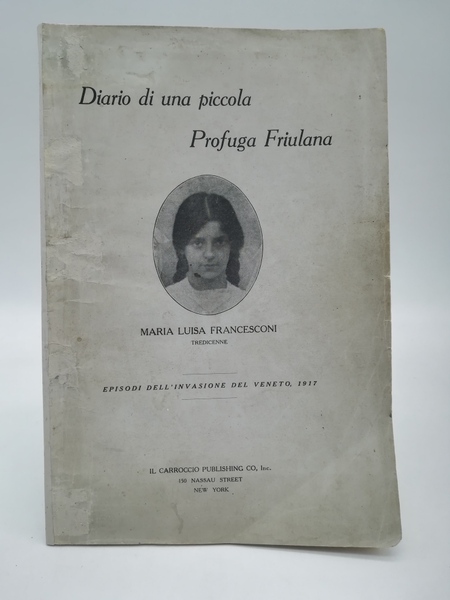 Diario di una piccola
Profuga Friulana
MARIA LUISA FRANCESCONI
TREDICENNE
EPISODI DELL'INVASIONE DEL VENETO, 1917
IL CARROCCIO PUBLISHING CO., Inc.
150 NASSAU STREET
NEW YORK